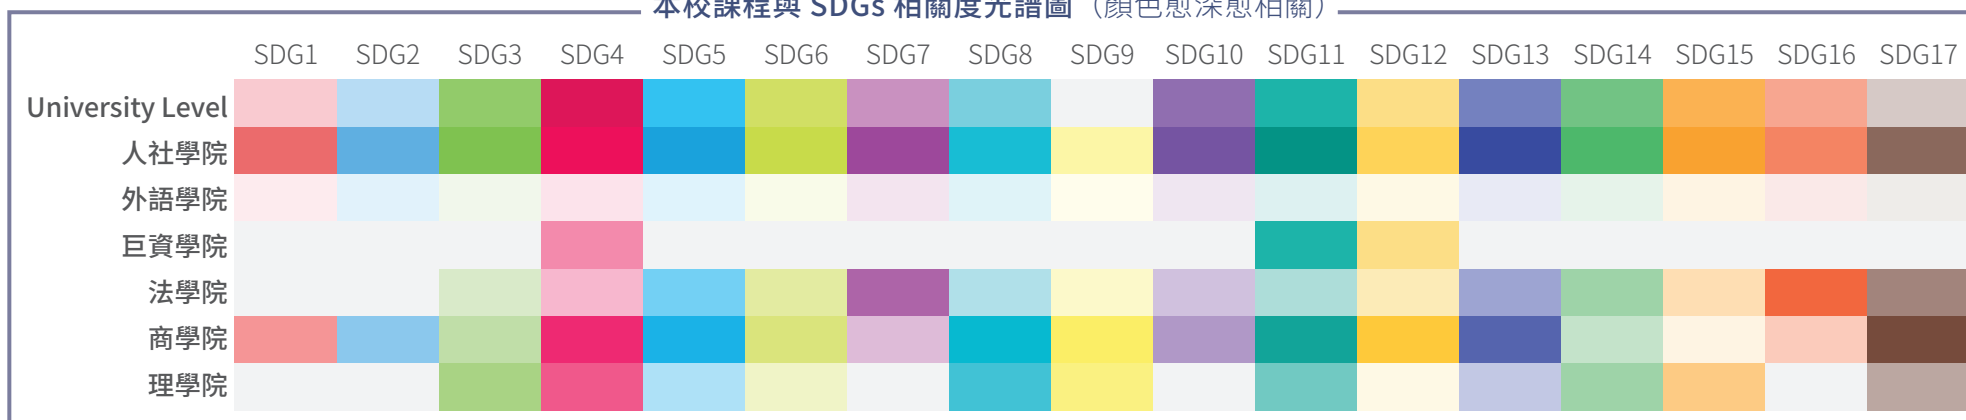 本校課程與 SDGs 相關度光譜圖（顏色愈深愈相關）
SDG1 SDG2 SDG3 SDG4 SDG5 SDG6 SDG7 SDG8 SDG9 SDG10 SDG11 SDG12 SDG13 SDG14 SDG15 SDG16 SDG17
University Level
人社學院
外語學院
巨資學院
法學院
商學院
理學院